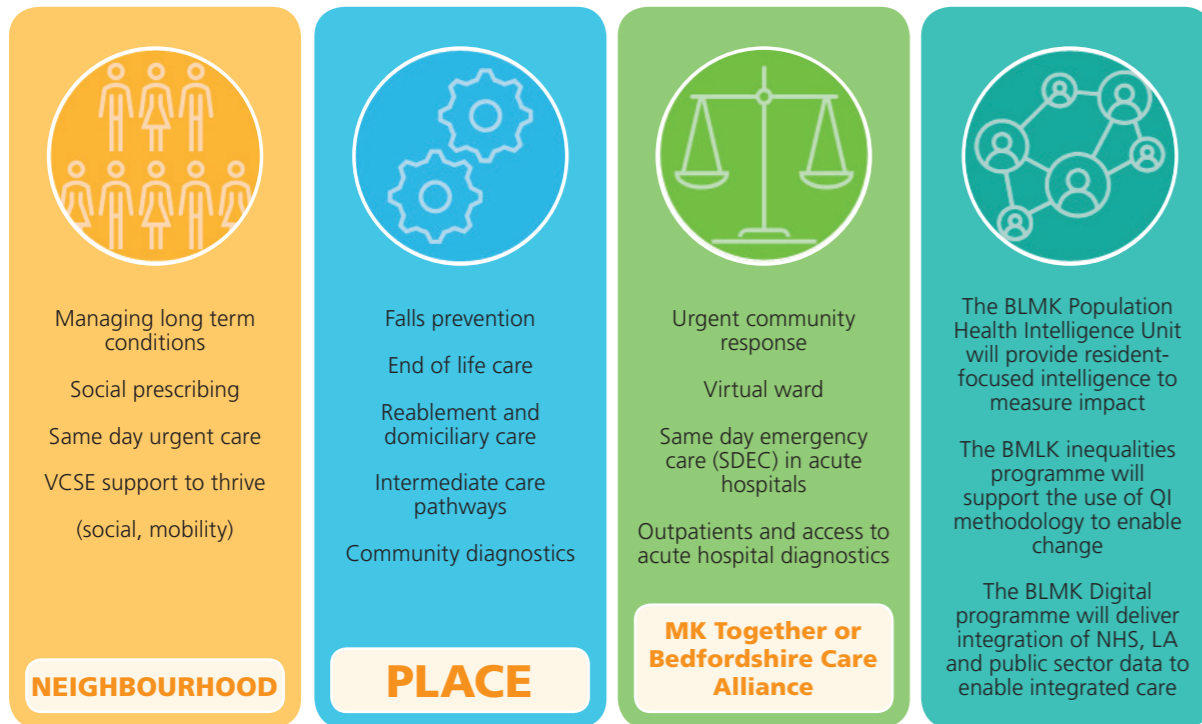 Managing long term
conditions
Social prescribing
Same day urgent care
VCSE support to thrive
(social, mobility)
NEIGHBOURHOOD
Falls prevention
End of life care
Reablement and
domiciliary care
Intermediate care
pathways
Community diagnostics
PLACE
Urgent community
response
Virtual ward
Same day emergency
care (SDEC) in acute
hospitals
Outpatients and access to
acute hospital diagnostics
MK Together or
Bedfordshire Care
Alliance
The BLMK Population
Health Intelligence Unit
will provide resident-
focused intelligence to
measure impact
The BMLK inequalities
programme will
support the use of QI
methodology to enable
change
The BLMK Digital
programme will deliver
integration of NHS, LA
and public sector data to
enable integrated care